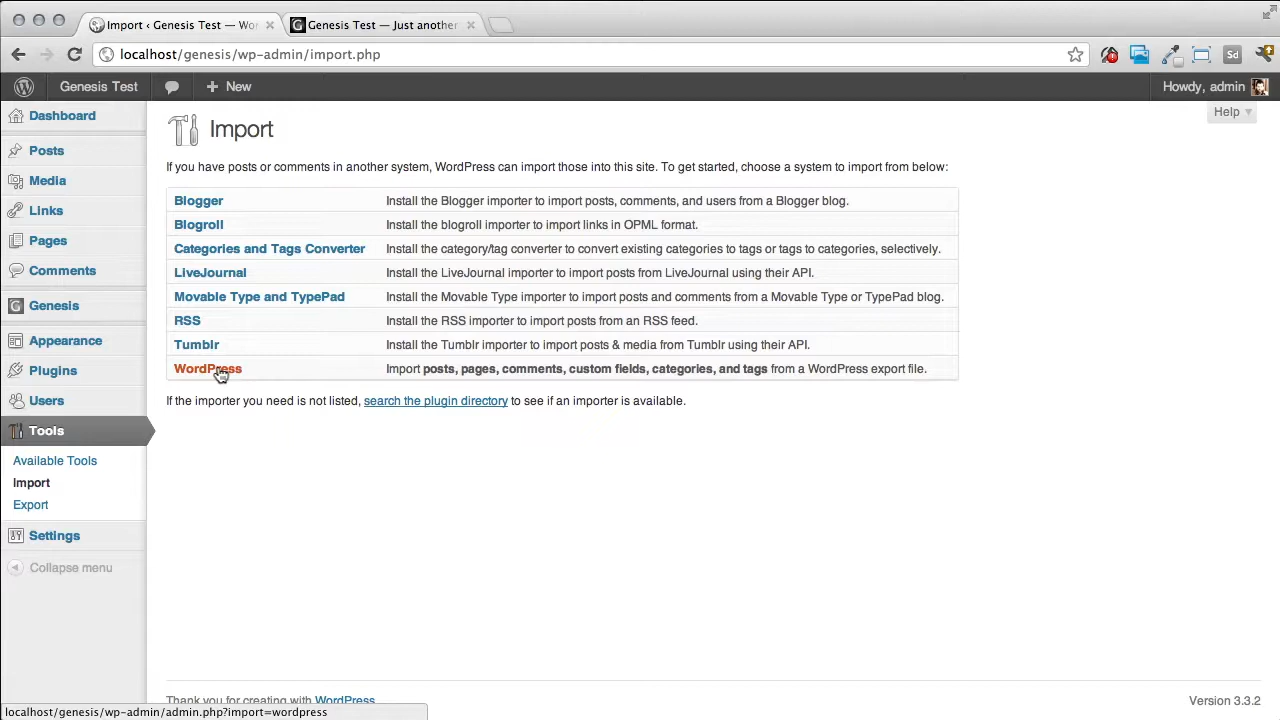 Import ‹ Genesis Test — Wor
Genesis Test — Just another
localhost/genesis/wp-admin/import.php
Sd
Genesis Test
New
Howdy, admin
Help
Dashboard
Posts
Media
Links
Pages
Comments
G Genesis
Appearance
Plugins
Users
Tools
Available Tools
Import
Export
Settings
Collapse menu
Import
If you have posts or comments in another system, WordPress can import those into this site. To get started, choose a system to import from below:
Blogger Install the Blogger importer to import posts, comments, and users from a Blogger blog.
Blogroll Install the blogroll importer to import links in OPML format.
Categories and Tags Converter Install the category/tag converter to convert existing categories to tags or tags to categories, selectively.
LiveJournal Install the LiveJournal importer to import posts from LiveJournal using their API.
Movable Type and TypePad Install the Movable Type importer to import posts and comments from a Movable Type or TypePad blog.
RSS Install the RSS importer to import posts from an RSS feed.
Tumblr Install the Tumblr importer to import posts & media from Tumblr using their API.
WordPress Import posts, pages, comments, custom fields, categories, and tags from a WordPress export file.
If the importer you need is not listed, search the plugin directory to see if an importer is available.
Thank you for creating with WordPress
Version 3.3.2
localhost/genesis/wp-admin/admin.php?import=wordpress